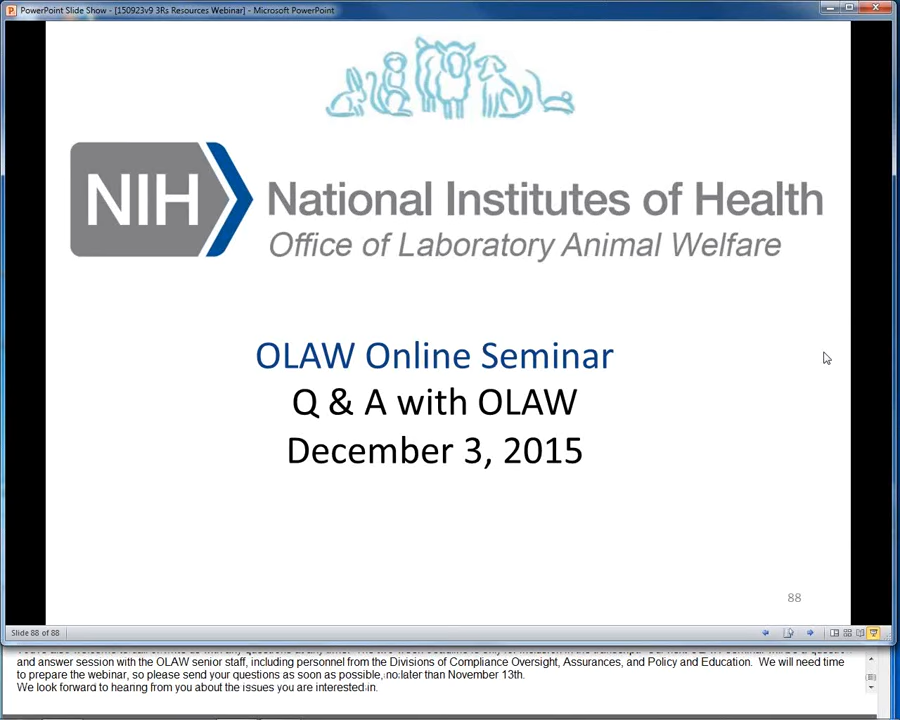 PowerPoint Slide Show - [150923v9 3Rs Resources Webinar] - Microsoft PowerPoint
NIH
National Institutes of Health
Office of Laboratory Animal Welfare
OLAW Online Seminar
Q & A with OLAW
December 3, 2015
88
Slide 88 of 88
and answer session with the OLAW senior staff, including personnel from the Divisions of Compliance Oversight, Assurances, and Policy and Education. We will need time
to prepare the webinar, so please send your questions as soon as possible, no later than November 13th.
We look forward to hearing from you about the issues you are interested in.